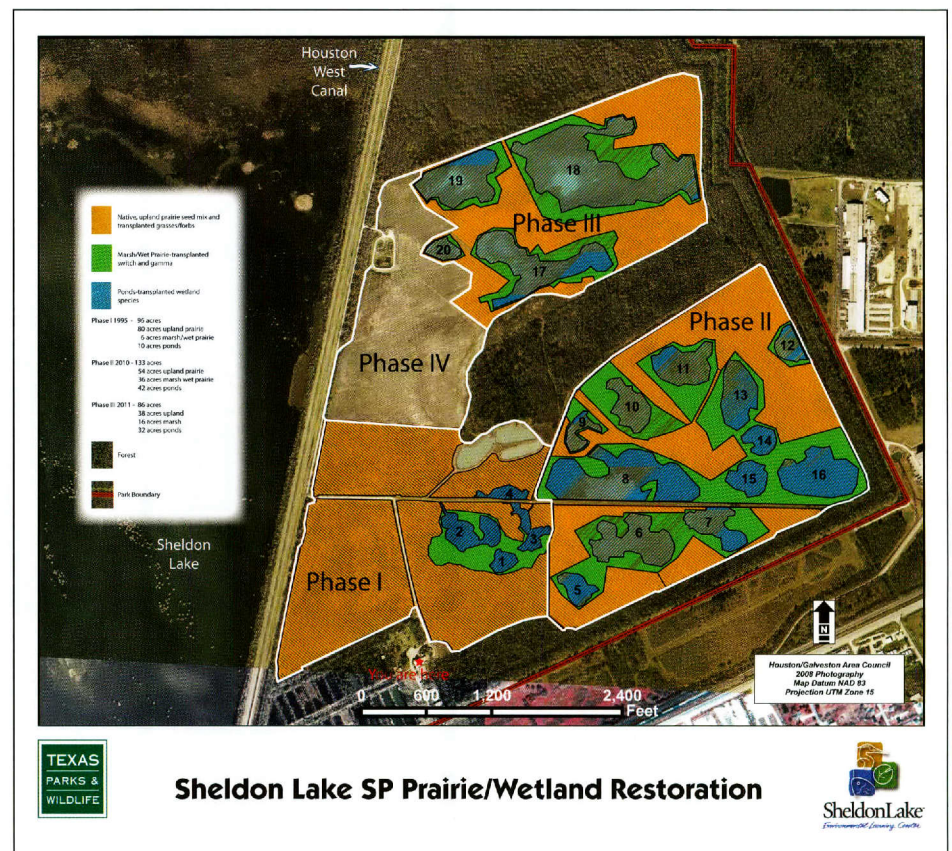 Houston
West
Canal
19
18
Phase III
20
17
Native, upland prairie seed mix and
transplanted grasses/forbs
Marsh/Wet Prairie-transplanted
switch and gamma
Ponds-transplanted wetland
species
Phase I 1995 - 96 acres
80 acres upland prairie
6 acres marsh/wet prairie
10 acres ponds
Phase II 2010 - 133 acres
54 acres upland prairie
36 acres marsh wet prairie
42 acres ponds
Phase III 2011 - 86 acres
38 acres upland
16 acres marsh
32 acres ponds
Forest
Park Boundary
Phase IV
Phase II
12
11
10
13
9
14
8
15
16
4
2
3
1
6
7
5
Sheldon
Lake
Phase I
You are here
0 600 1,200 2,400
Feet
N
Houston/Galveston Area Council
2008 Photography
Map Datum NAD 83
Projection UTM Zone 15
TEXAS
PARKS &
WILDLIFE
Sheldon Lake SP Prairie/Wetland Restoration
SheldonLake
Environmental Learning Center